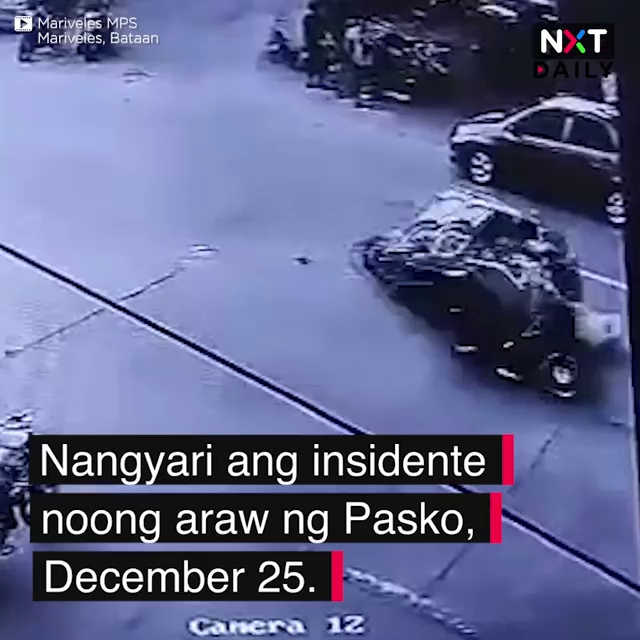 Mariveles MPS
Mariveles, Bataan
NXT
DAILY
Nangyari ang insidente
noong araw ng Pasko,
December 25.
Camera 12